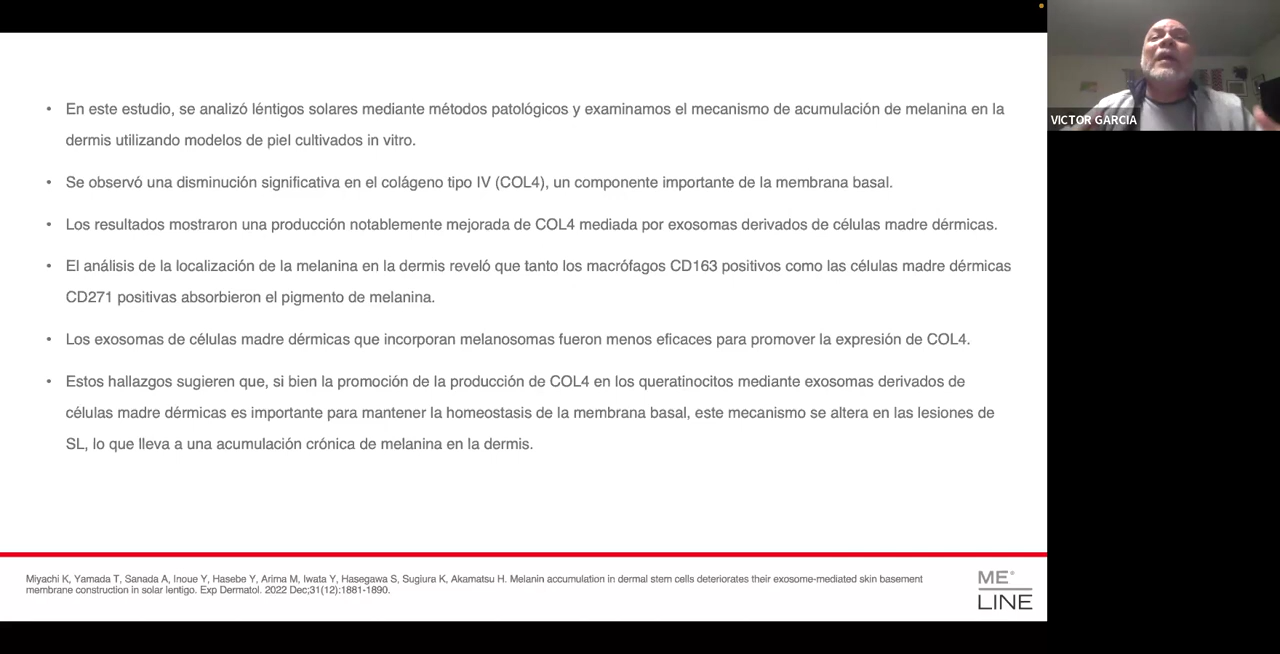 • En este estudio, se analizó léntigos solares mediante métodos patológicos y examinamos el mecanismo de acumulación de melanina en la
dermis utilizando modelos de piel cultivados in vitro.
• Se observó una disminución significativa en el colágeno tipo IV (COL4), un componente importante de la membrana basal.
• Los resultados mostraron una producción notablemente mejorada de COL4 mediada por exosomas derivados de células madre dérmicas.
• El análisis de la localización de la melanina en la dermis reveló que tanto los macrófagos CD163 positivos como las células madre dérmicas
CD271 positivas absorbieron el pigmento de melanina.
• Los exosomas de células madre dérmicas que incorporan melanosomas fueron menos eficaces para promover la expresión de COL4.
• Estos hallazgos sugieren que, si bien la promoción de la producción de COL4 en los queratinocitos mediante exosomas derivados de
células madre dérmicas es importante para mantener la homeostasis de la membrana basal, este mecanismo se altera en las lesiones de
SL, lo que lleva a una acumulación crónica de melanina en la dermis.
Miyachi K, Yamada T, Sanada A, Inoue Y, Hasebe Y, Arima M, Iwata Y, Hasegawa S, Sugiura K, Akamatsu H. Melanin accumulation in dermal stem cells deteriorates their exosome-mediated skin basement
membrane construction in solar lentigo. Exp Dermatol. 2022 Dec;31(12):1881-1890.
ME®
LINE
VICTOR GARCIA